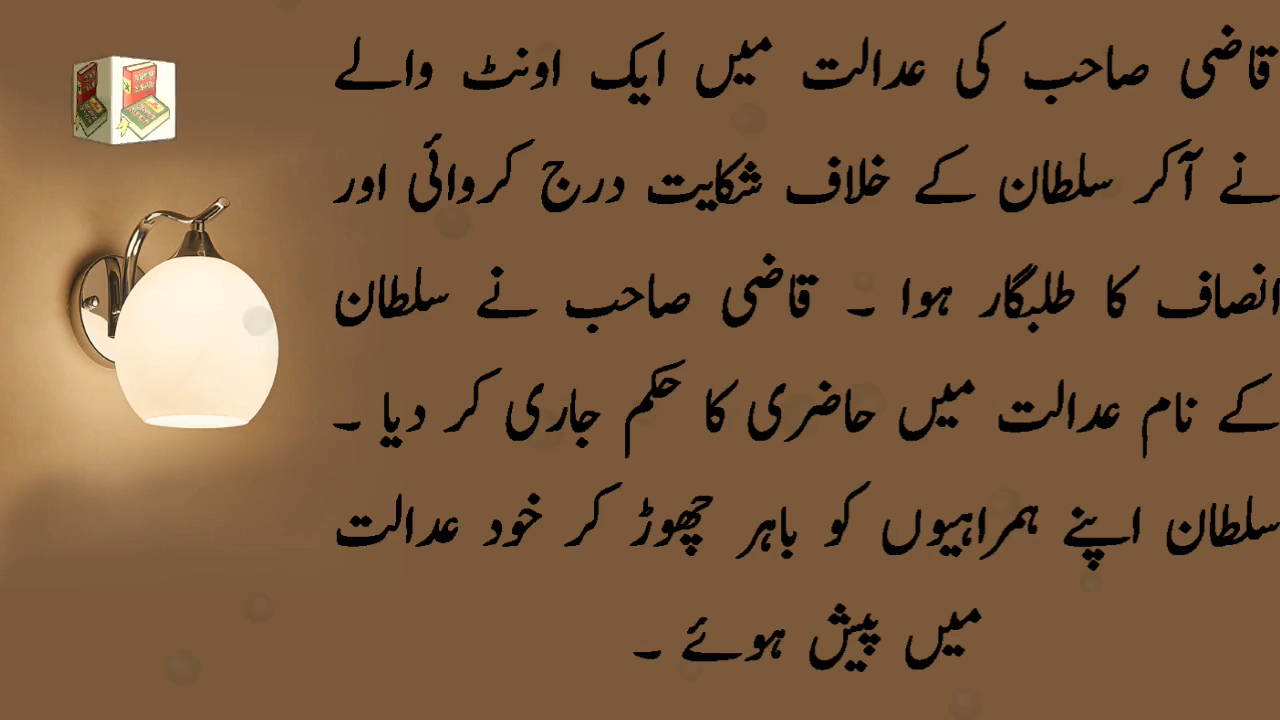 قاضی صاحب کی عدالت میں ایک اونٹ والے
نے آکر سلطان کے خلاف شکایت درج کروائی اور
انصاف کا طلبگار ہوا ۔ قاضی صاحب نے سلطان
کے نام عدالت میں حاضری کا حکم جاری کر دیا ۔
سلطان اپنے ہمراہیوں کو باہر چھوڑ کر خود عدالت
میں پیش ہوئے ۔